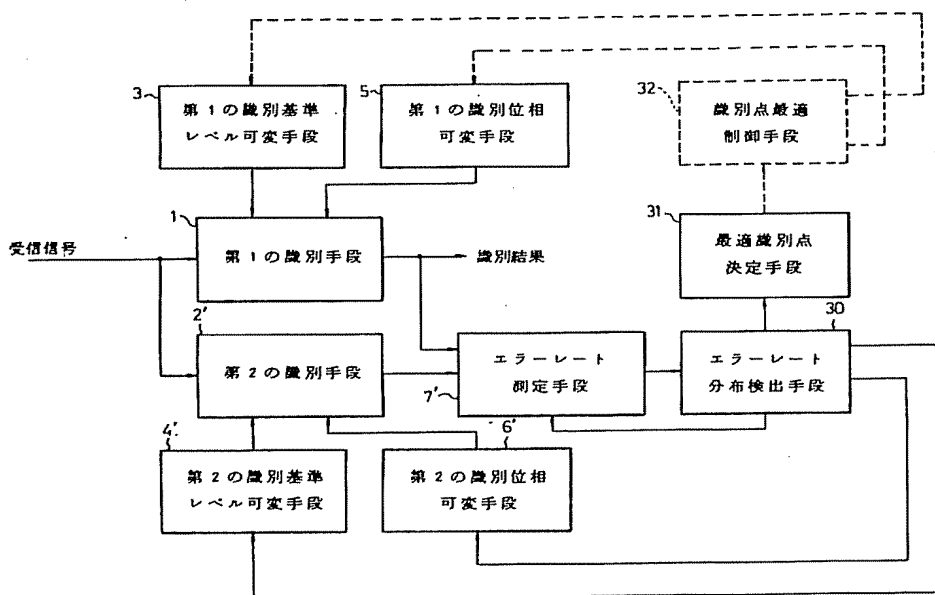 3
第1の識別基準
レベル可変手段
5
第1の識別位相
可変手段
32
識別点最適
制御手段
1
第1の識別手段
受信信号
識別結果
31
最適識別点
決定手段
2'
第2の識別手段
エラーレート
測定手段
7'
30
エラーレート
分布検出手段
4'
第2の識別基準
レベル可変手段
6'
第2の識別位相
可変手段